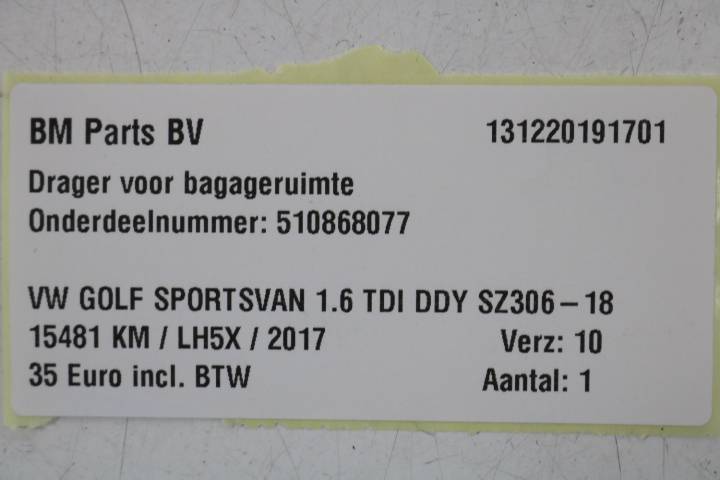 BM Parts BV 131220191701
Drager voor bagageruimte
Onderdeelnummer: 510868077
VW GOLF SPORTSVAN 1.6 TDI DDY SZ306-18
15481 KM / LH5X / 2017 Verz: 10
35 Euro incl. BTW Aantal: 1